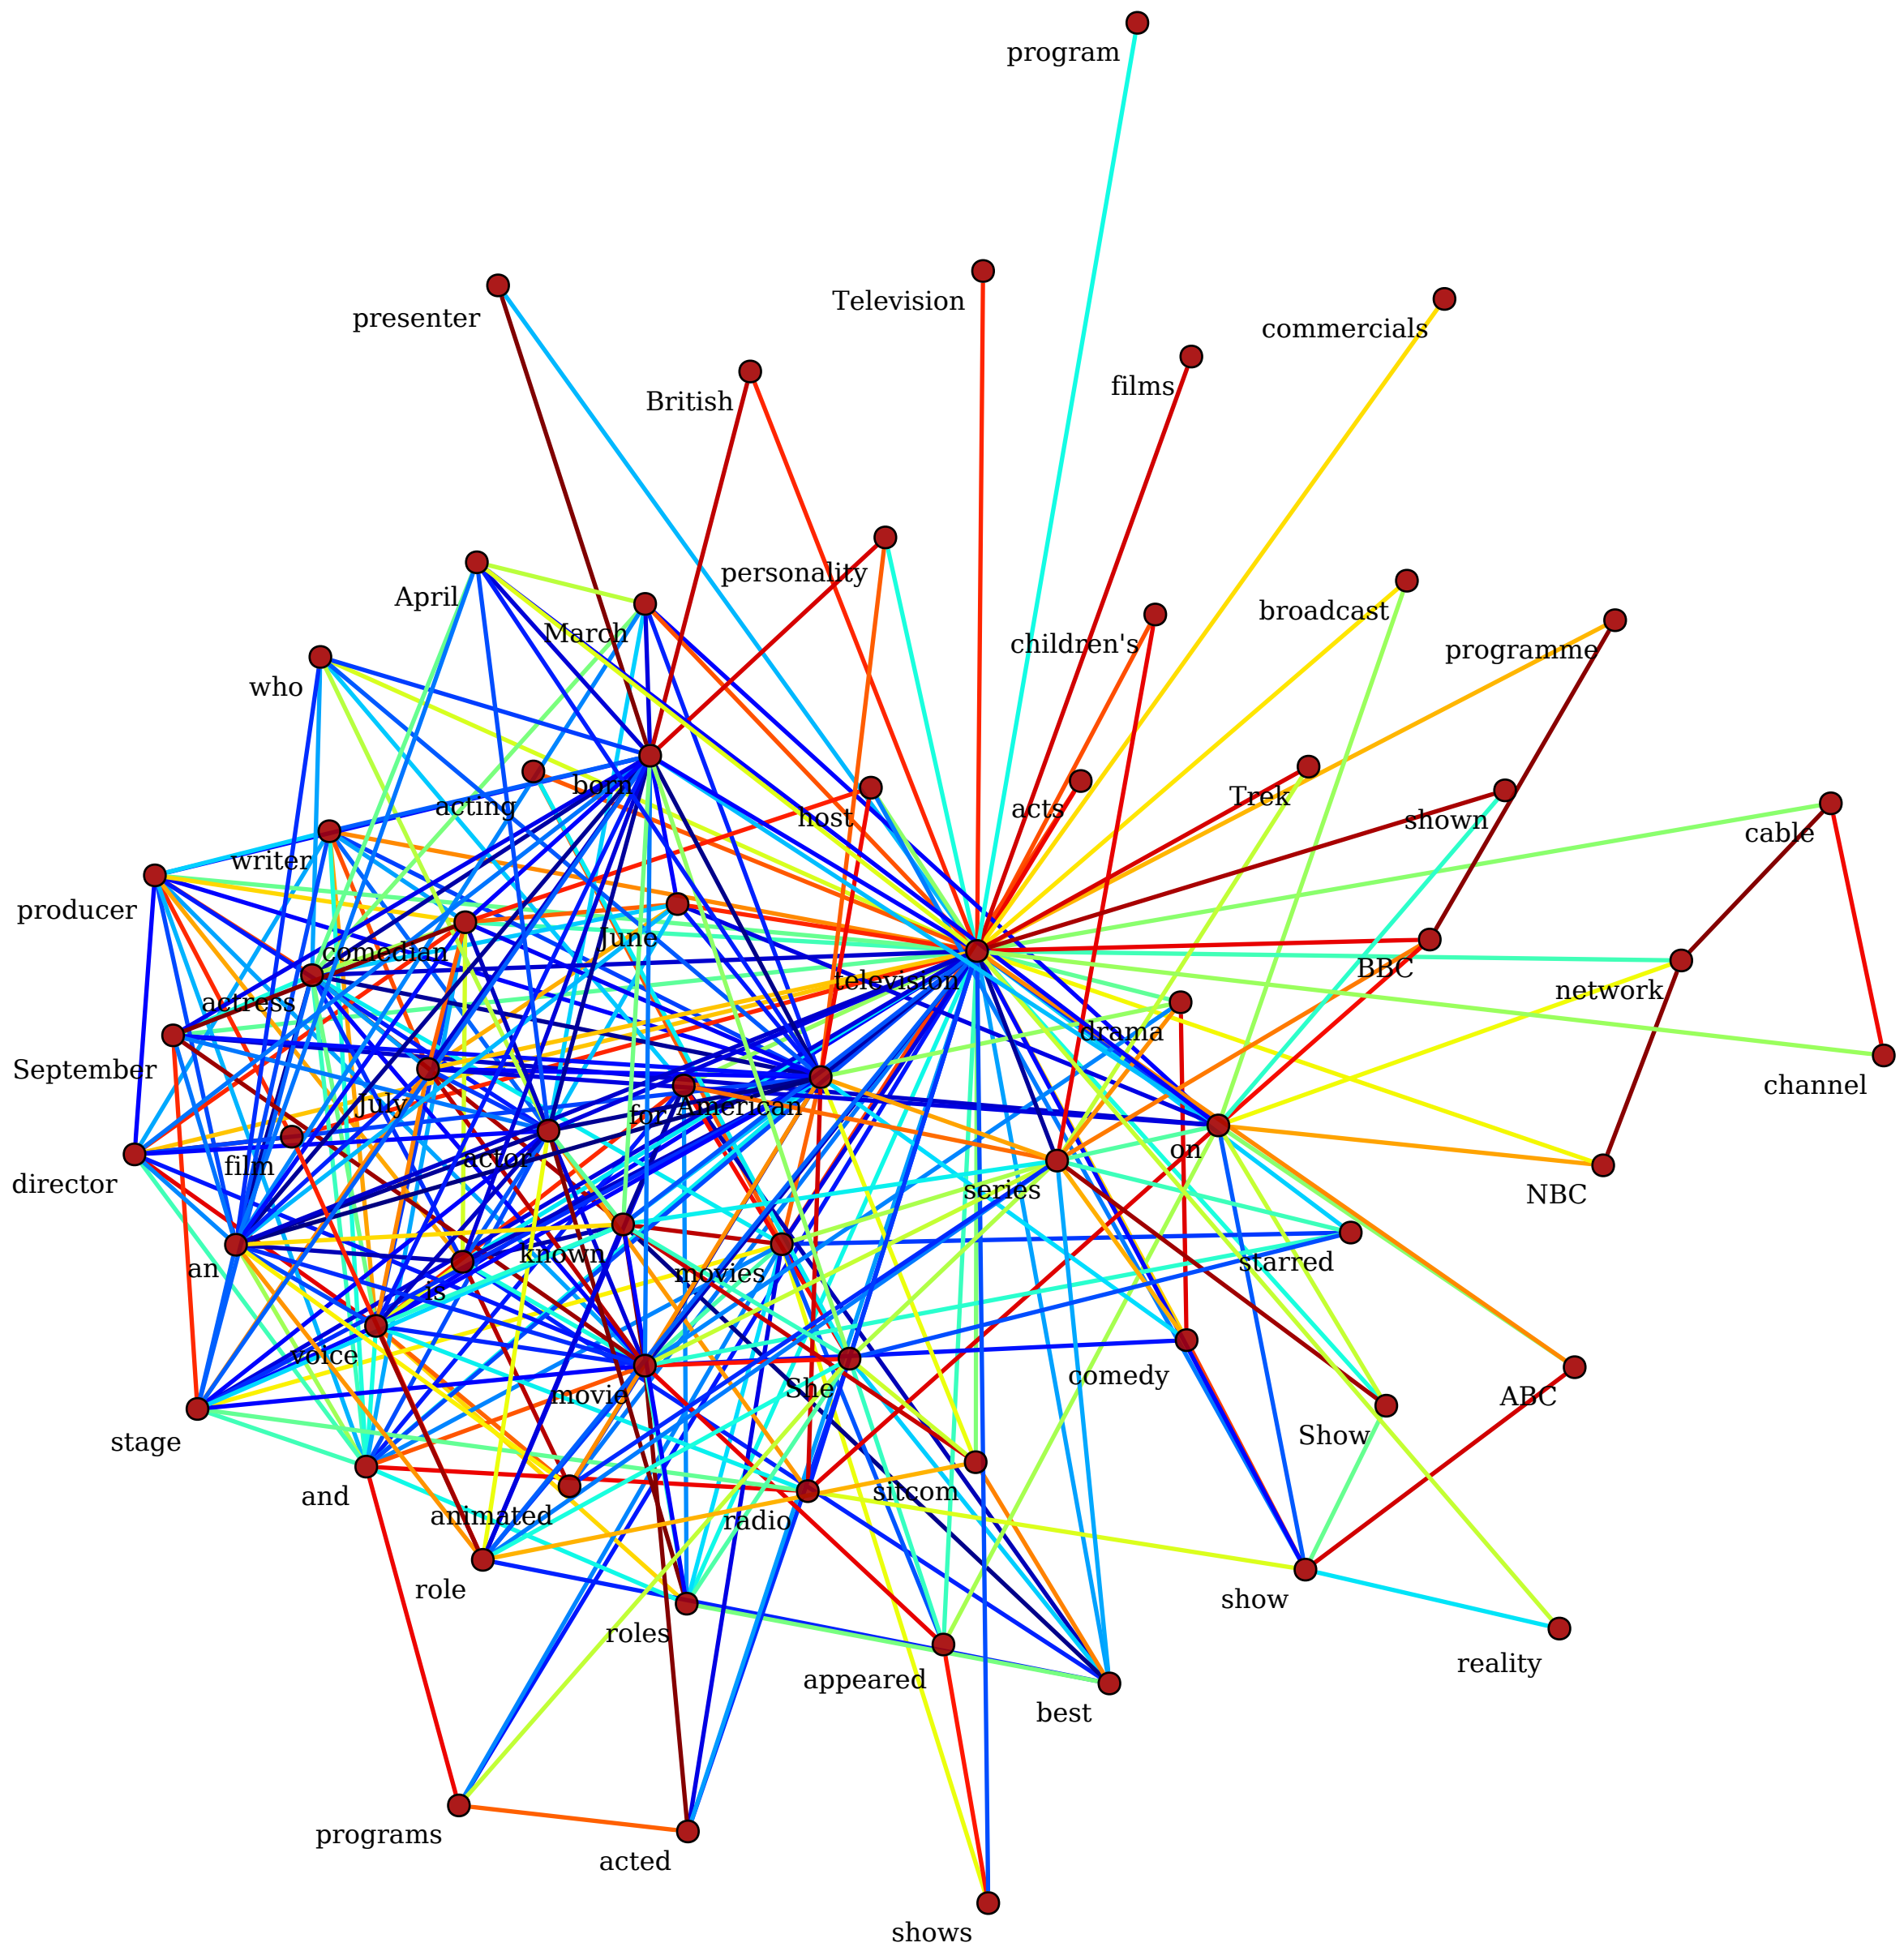 program
Television
presenter
commercials
films
British
personality
April
broadcast
March
children's
programme
who
born
acting
host
acts
Trek
shown
cable
writer
producer
comedian
June
television
BBC
network
actress
drama
September
July
for
American
channel
film
actor
on
director
series
NBC
an
known
movies
starred
is
voice
movie
She
comedy
ABC
Show
stage
and
animated
radio
sitcom
role
show
roles
reality
appeared
best
programs
acted
shows